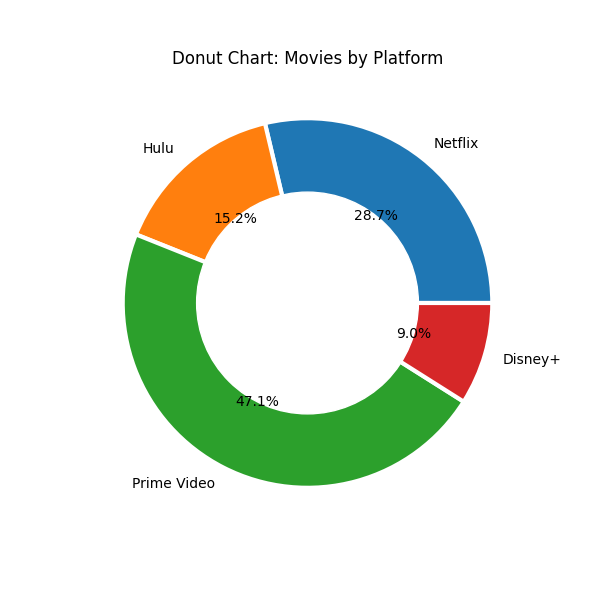 Donut Chart: Movies by Platform
Netflix
28.7%
Hulu
15.2%
Prime Video
47.1%
Disney+
9.0%